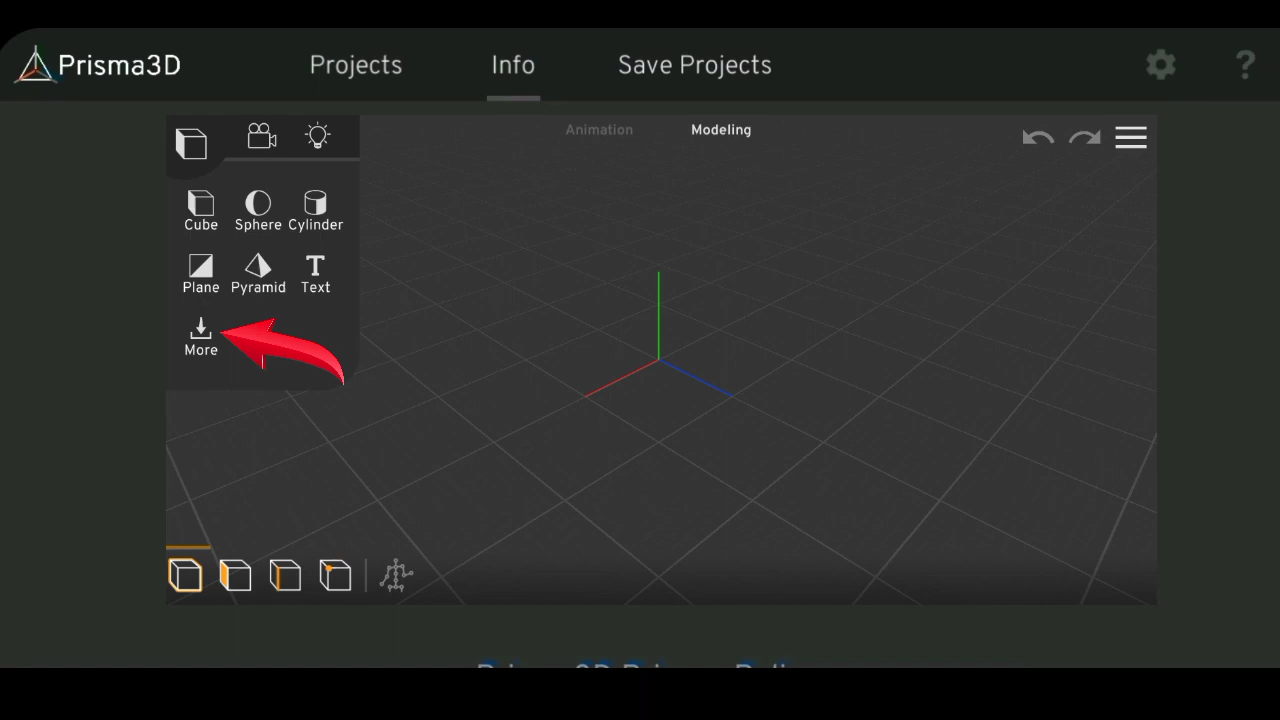 Prisma3D Projects Info Save Projects ?
Animation Modeling
Cube Sphere Cylinder
Plane Pyramid Text
More